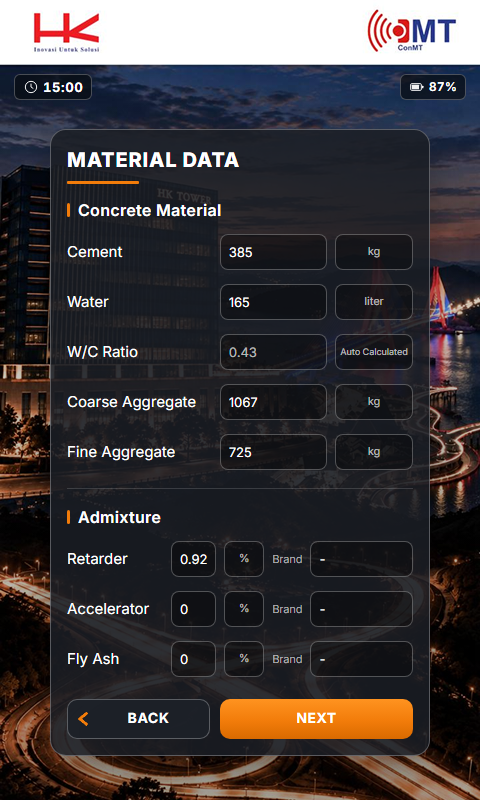 HK
Inovasi Untuk Solusi
MT
ConMT
15:00
87%
MATERIAL DATA
HK TOWER
Concrete Material
Cement 385 kg
Water 165 liter
W/C Ratio 0.43 Auto Calculated
Coarse Aggregate 1067 kg
Fine Aggregate 725 kg
Admixture
Retarder 0.92 % Brand -
Accelerator 0 % Brand -
Fly Ash 0 % Brand -
BACK NEXT